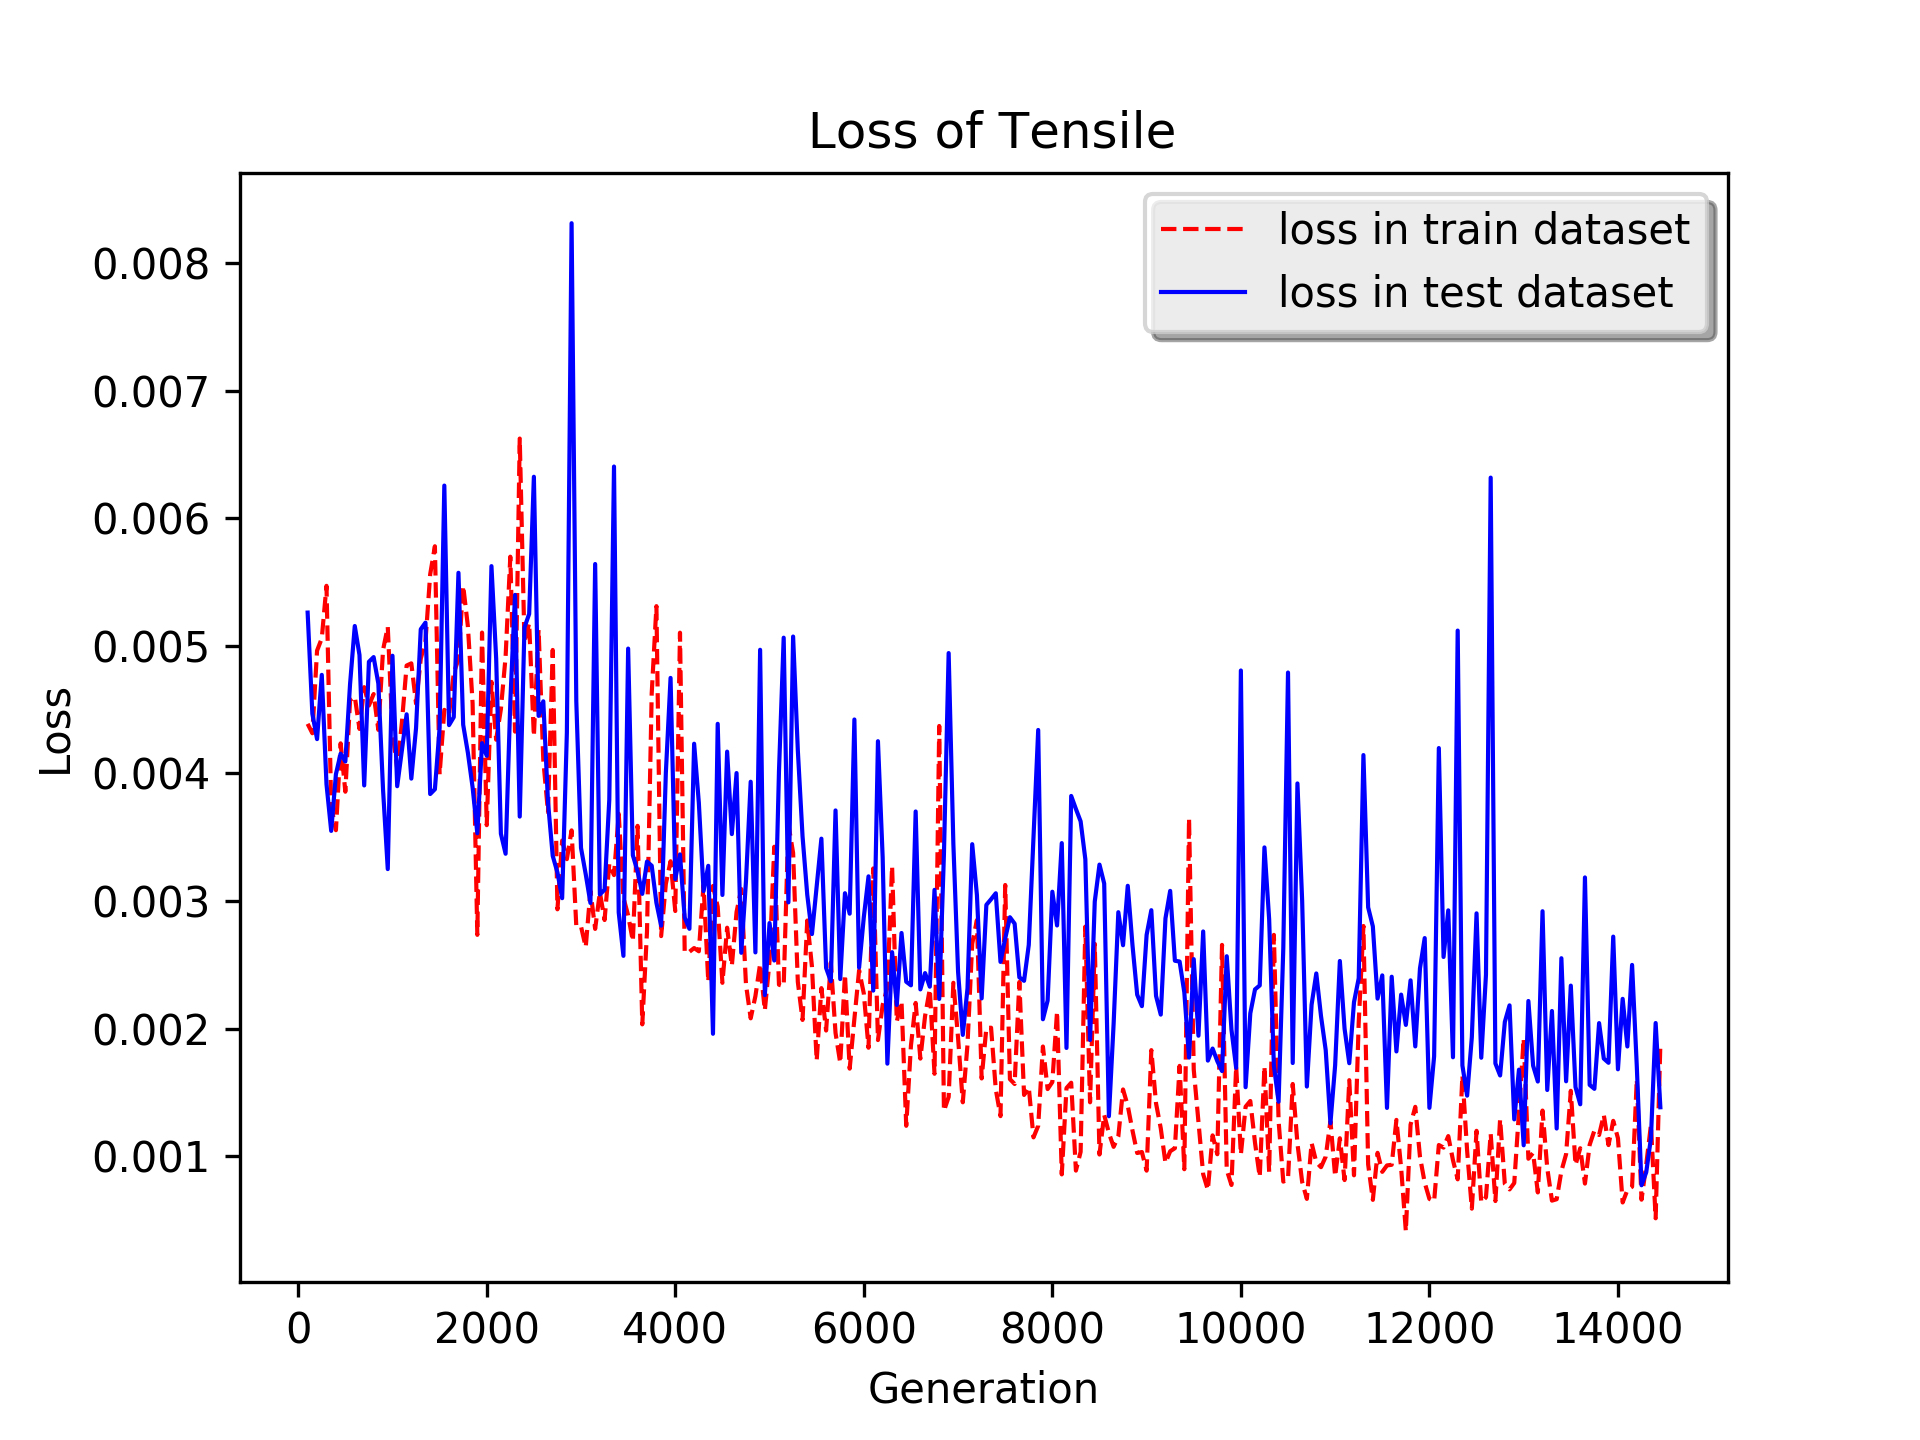 Loss of Tensile
loss in train dataset
loss in test dataset
0.008
0.007
0.006
0.005
0.004
0.003
0.002
0.001
Loss
0 2000 4000 6000 8000 10000 12000 14000
Generation